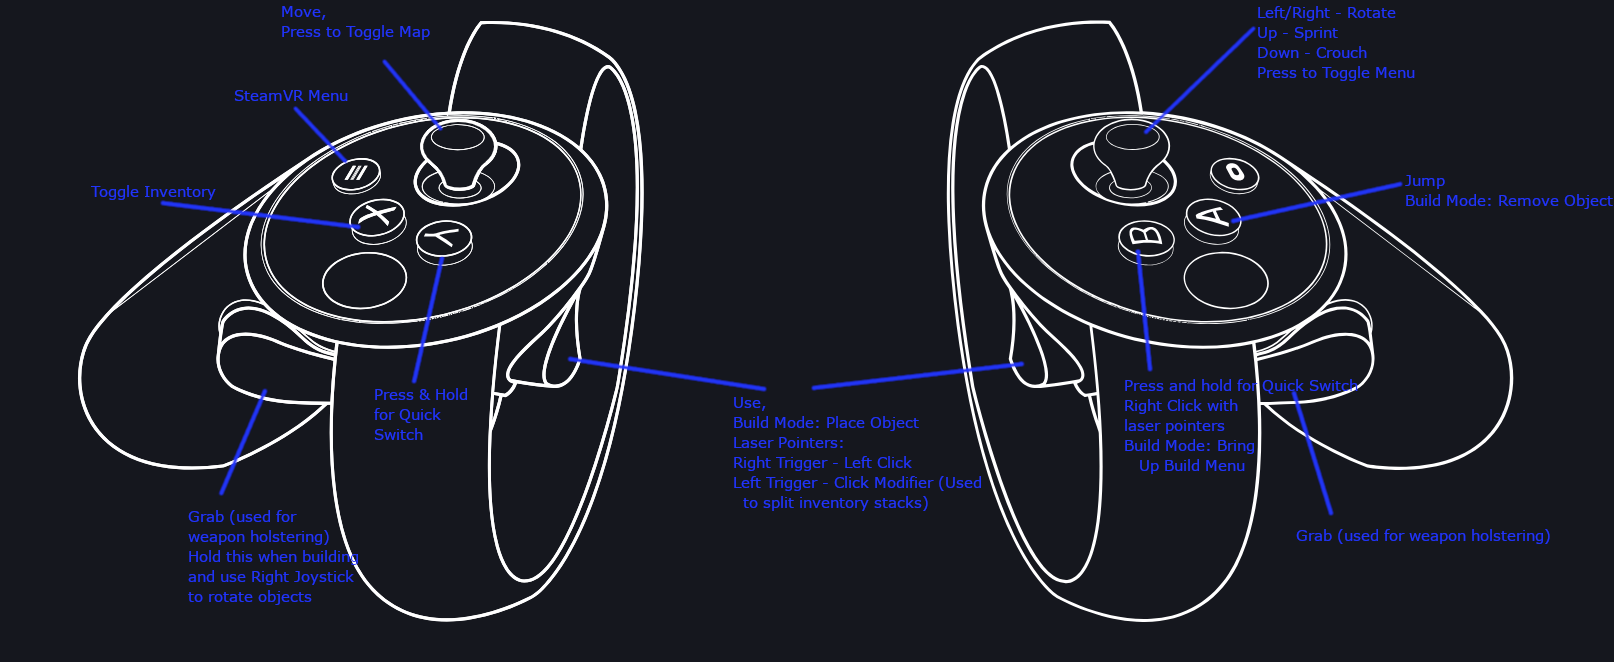 Move,
Press to Toggle Map
SteamVR Menu
Toggle Inventory
X
Y
Press & Hold
for Quick
Switch
Grab (used for
weapon holstering)
Hold this when building
and use Right Joystick
to rotate objects
Use,
Build Mode: Place Object
Laser Pointers:
Right Trigger - Left Click
Left Trigger - Click Modifier (Used
to split inventory stacks)
Left/Right - Rotate
Up - Sprint
Down - Crouch
Press to Toggle Menu
Jump
Build Mode: Remove Object
A
B
Press and hold for Quick Switch
Right Click with
laser pointers
Build Mode: Bring
Up Build Menu
Grab (used for weapon holstering)